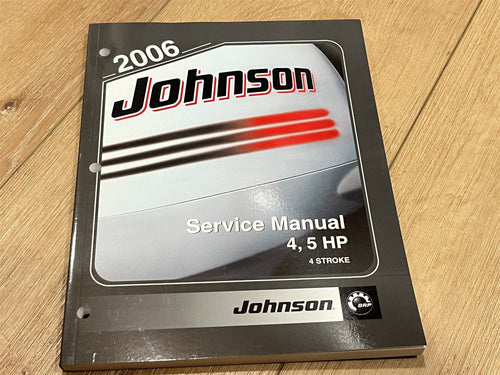 2006
Johnson
Service Manual
4, 5 HP
4 STROKE
Johnson
BRP